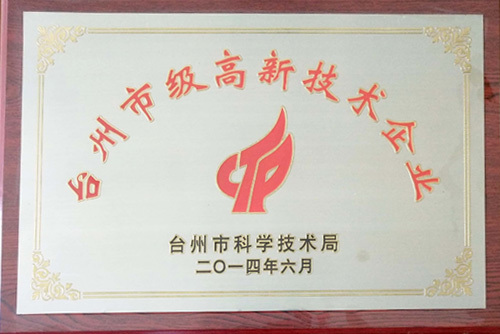 台州市级高新技术企业
CTP
台州市科学技术局
二〇一四年六月